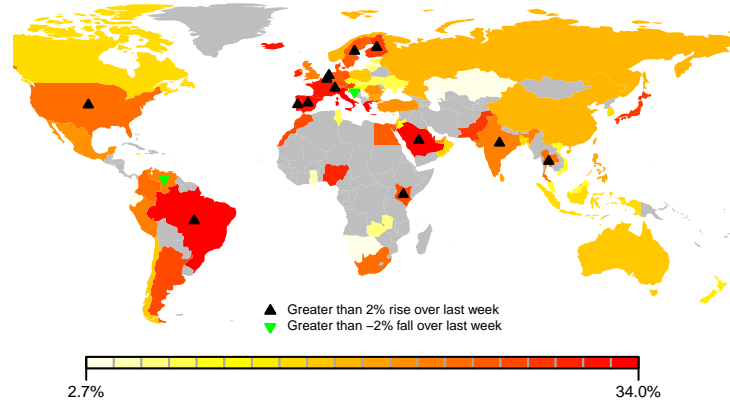 Greater than 2% rise over last week
Greater than −2% fall over last week
2.7%
34.0%